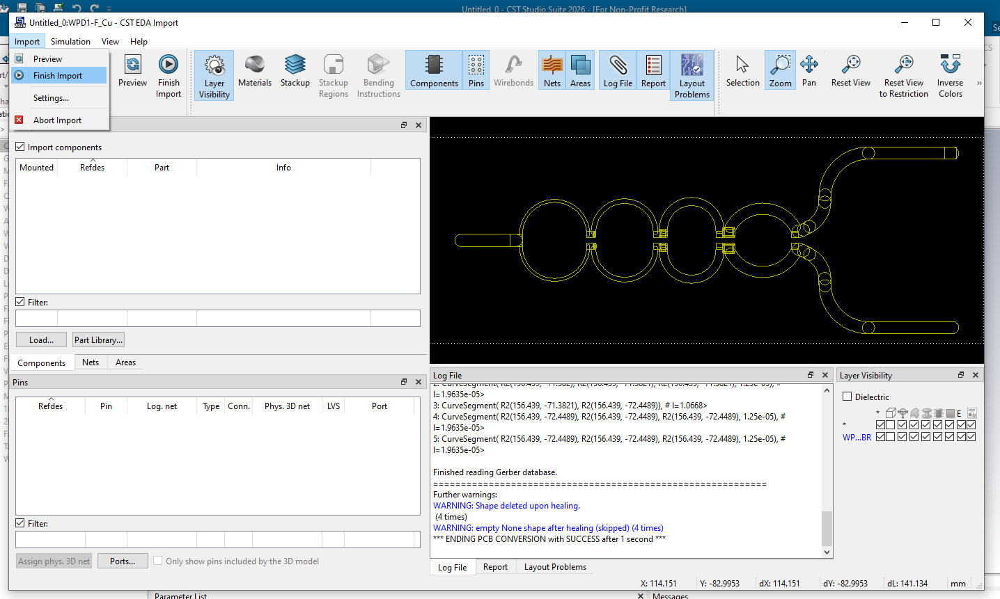 Untitled_0 - CST Studio Suite 2026 - [For Non-Profit Research]
Untitled_0:WPD1-F_Cu - CST EDA Import
Import Simulation View Help
Preview
Finish Import
Settings...
Abort Import
Preview
Finish Import
Layer Visibility
Materials
Stackup
Stackup Regions
Bending Instructions
Components
Pins
Wirebonds
Nets
Areas
Log File
Report
Layout Problems
Selection
Zoom
Pan
Reset View
Reset View to Restriction
Inverse Colors
»
Import components
Mounted Refdes Part Info
Filter:
Load... Part Library...
Components Nets Areas
Pins
Refdes Pin Log. net Type Conn. Phys. 3D net LVS Port
Filter:
Assign phys. 3D net Ports... Only show pins included by the 3D model
Log File
l=1.9635e-05>
3: CurveSegment( R2(156.439, -71.3821), R2(156.439, -72.4489)), # l=1.0668>
4: CurveSegment( R2(156.439, -72.4489), R2(156.439, -72.4489), R2(156.439, -72.4489), 1.25e-05), #
l=1.9635e-05>
5: CurveSegment( R2(156.439, -72.4489), R2(156.439, -72.4489), R2(156.439, -72.4489), 1.25e-05), #
l=1.9635e-05>
Finished reading Gerber database.
============================================================
Further warnings:
WARNING: Shape deleted upon healing.
(4 times)
WARNING: empty None shape after healing (skipped) (4 times)
*** ENDING PCB CONVERSION with SUCCESS after 1 second ***
Log File Report Layout Problems
Layer Visibility
Dielectric
* E
*
WP...BR
X: 114.151 Y: -82.9953 dX: 114.151 dY: -82.9953 dL: 141.134 mm
Parameter List
Messages